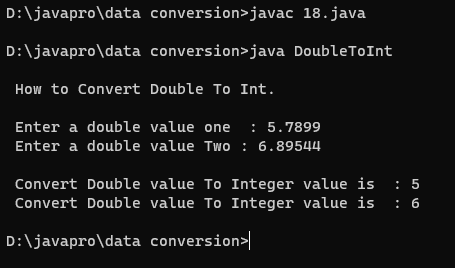 D:\javapro\data conversion>javac 18.java
D:\javapro\data conversion>java DoubleToInt
How to Convert Double To Int.
Enter a double value one  : 5.7899
Enter a double value Two : 6.89544
Convert Double value To Integer value is  : 5
Convert Double value To Integer value is  : 6
D:\javapro\data conversion>